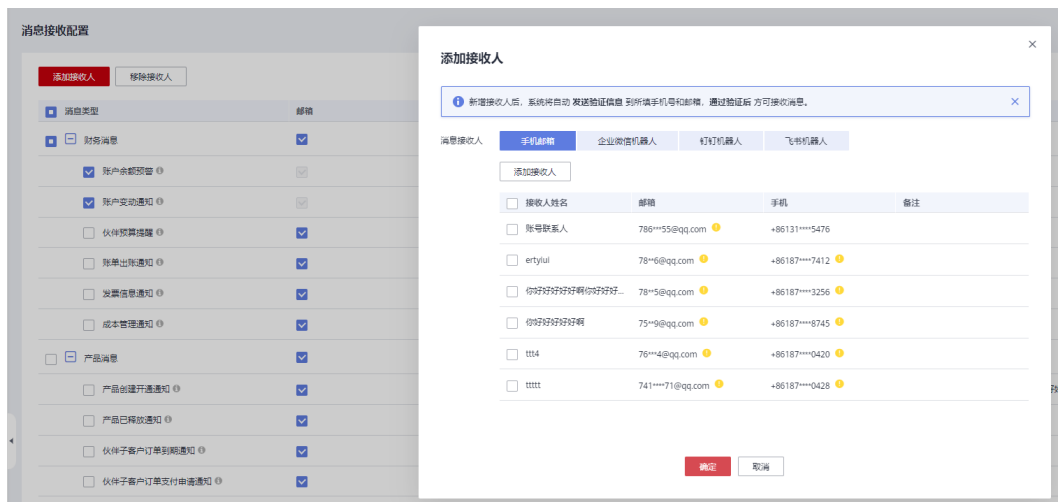 消息接收配置
添加接收人 移除接收人
消息类型 邮箱
财务消息
账户余额预警
账户变动通知
伙伴预算提醒
账单出账通知
发票信息通知
成本管理通知
产品消息
产品创建开通通知
产品已释放通知
伙伴子客户订单到期通知
伙伴子客户订单支付申请通知
添加接收人
新增接收人后，系统将自动 发送验证信息 到所填手机号和邮箱，通过验证后 方可接收消息。
消息接收人 手机邮箱 企业微信机器人 钉钉机器人 飞书机器人
添加接收人
接收人姓名 邮箱 手机 备注
账号联系人 786***55@qq.com +86131****5476
ertyiui 78**6@qq.com +86187****7412
你好好好好好啊你好好好... 78**5@qq.com +86187****3256
你好好好好好啊 75**9@qq.com +86187****8745
ttt4 76***4@qq.com +86187****0420
ttttt 741****71@qq.com +86187****0428
确定 取消